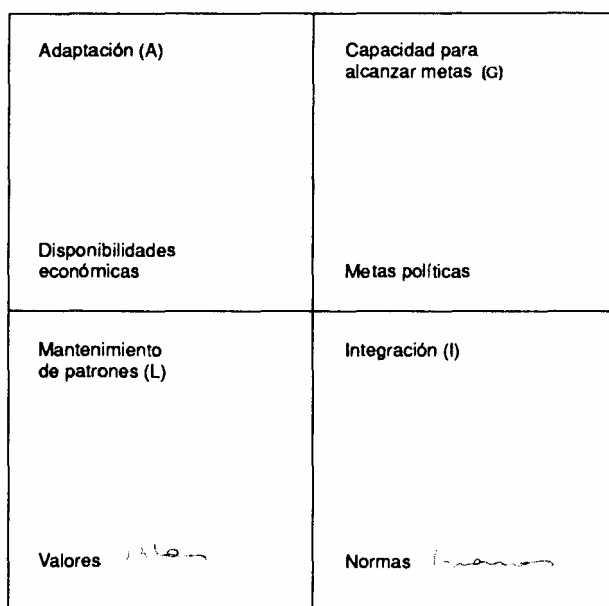 Adaptación (A)
Capacidad para
alcanzar metas (G)
Disponibilidades
económicas
Metas políticas
Mantenimiento
de patrones (L)
Integración (I)
Valores
Normas